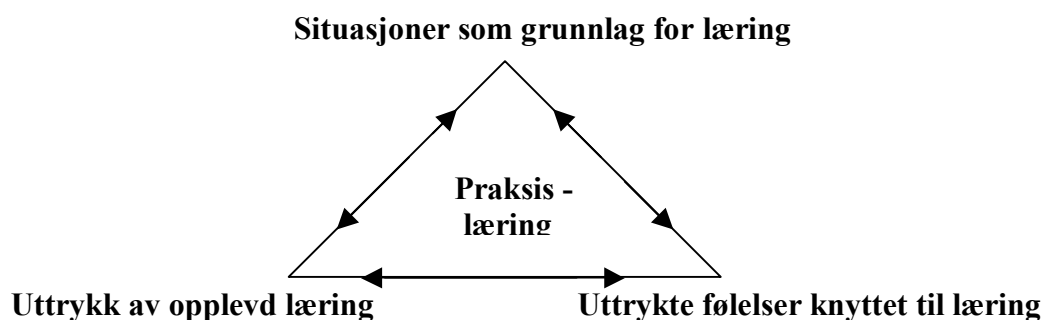 Situasjoner som grunnlag for læring
Praksis -
læring
Uttrykk av opplevd læring
Uttrykte følelser knyttet til læring